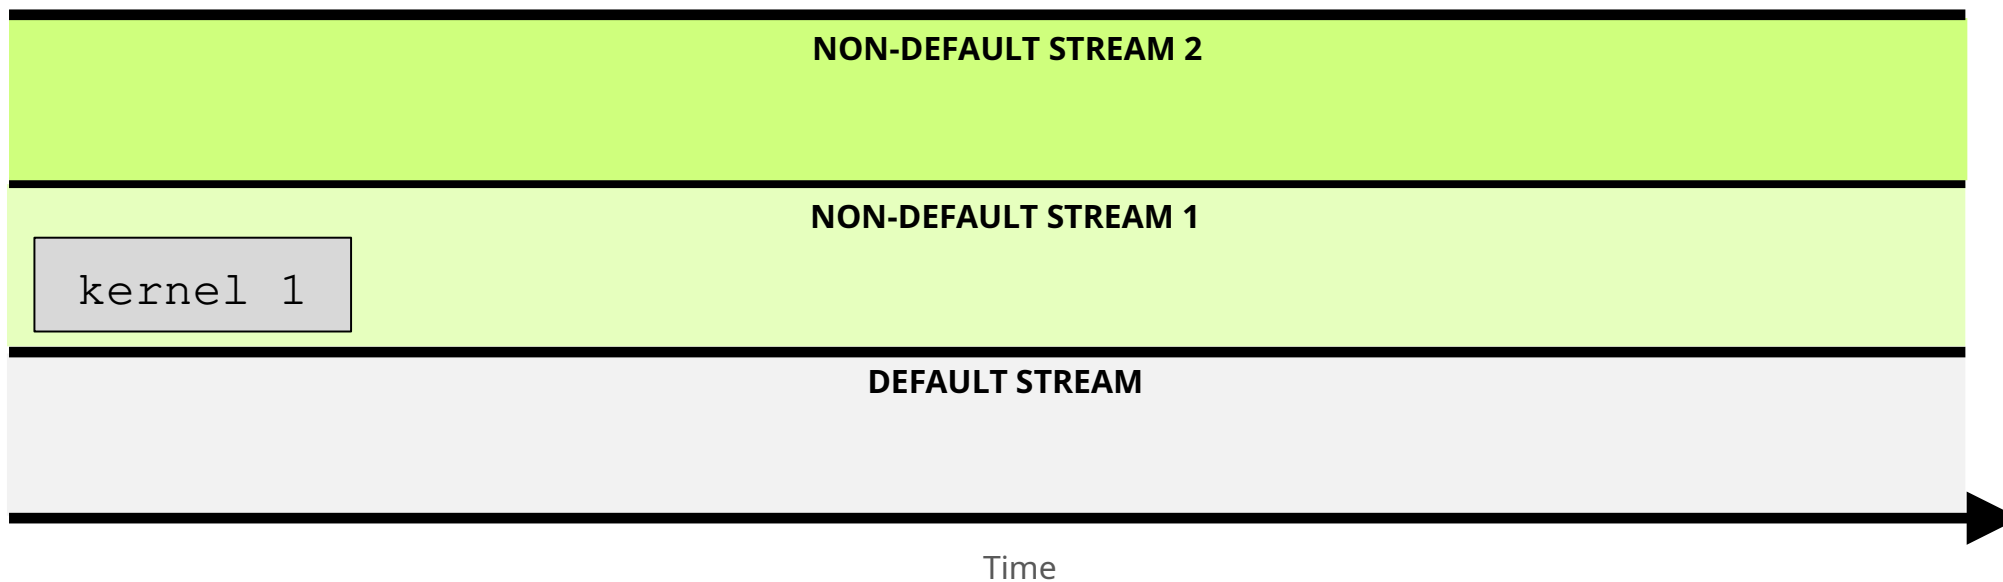 NON-DEFAULT STREAM 2
NON-DEFAULT STREAM 1
kernel 1
DEFAULT STREAM
Time